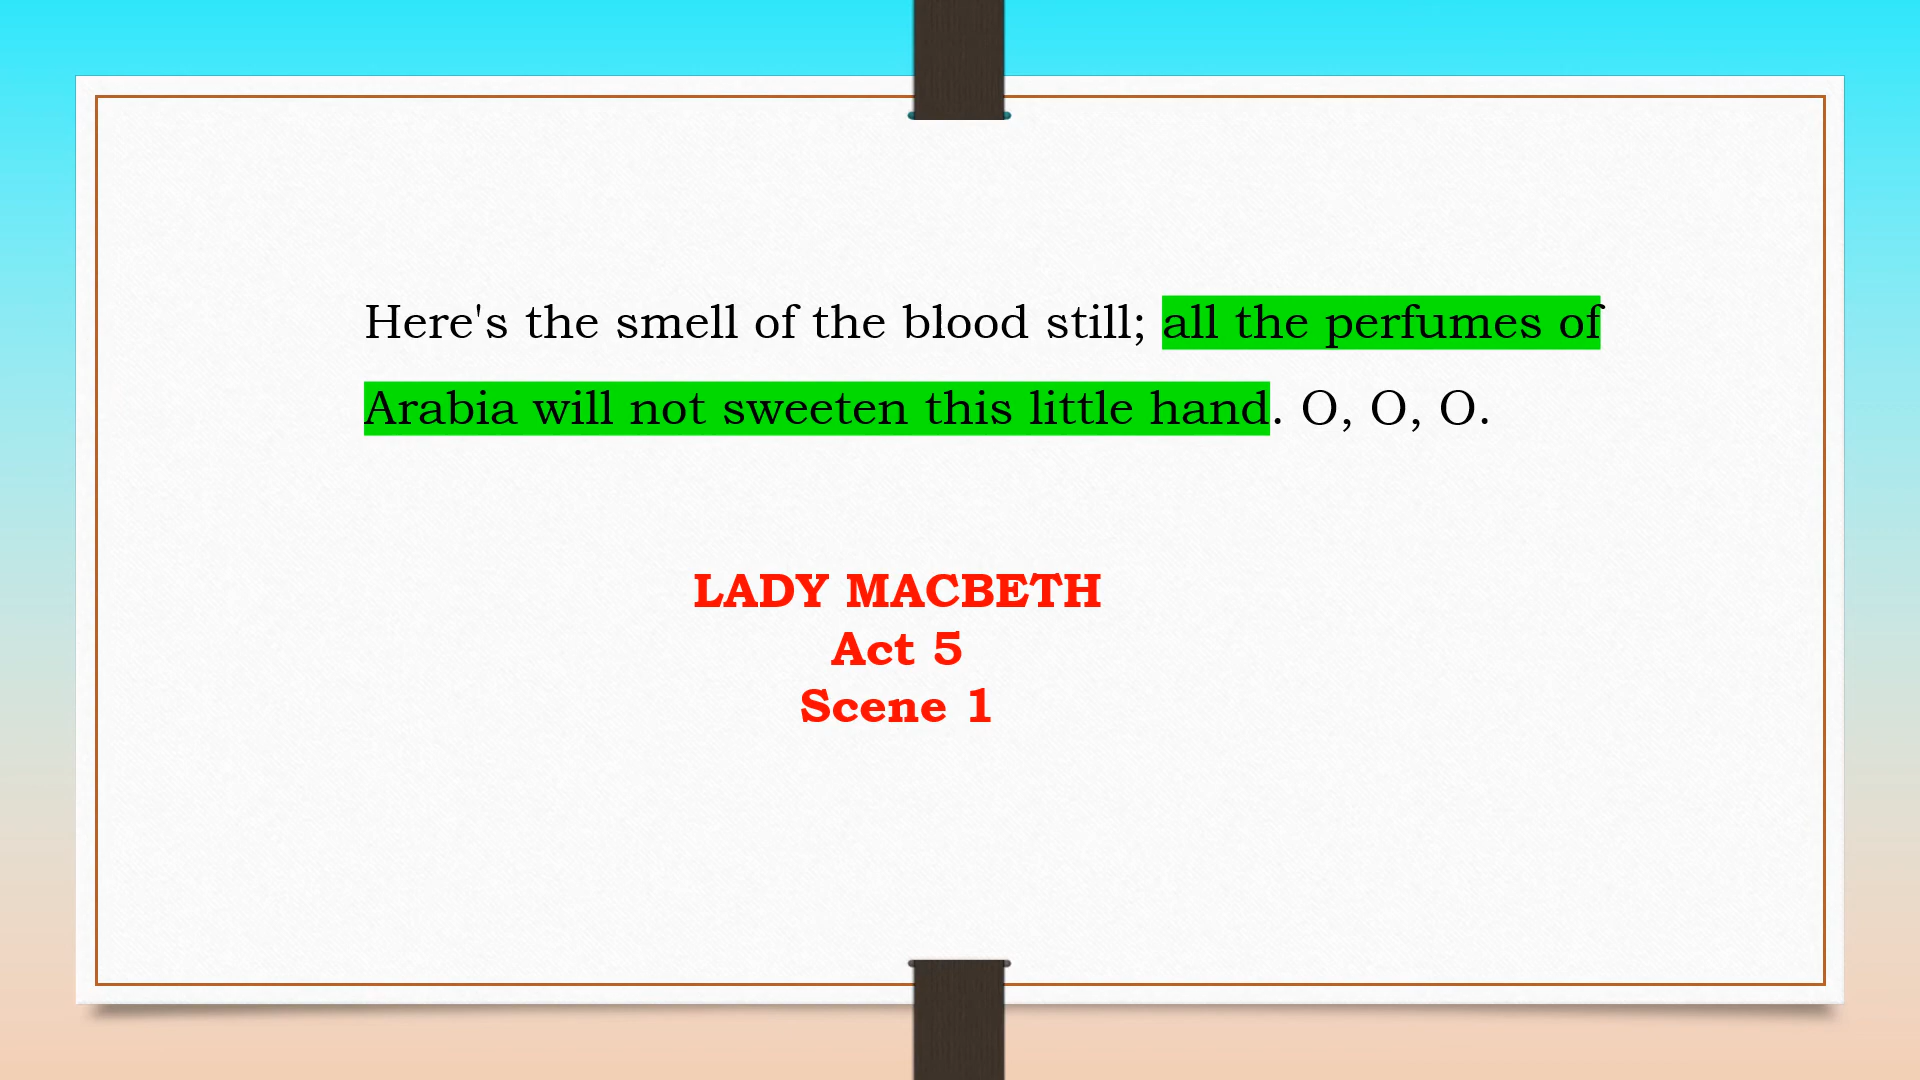 Here's the smell of the blood still; all the perfumes of
Arabia will not sweeten this little hand. O, O, O.
LADY MACBETH
Act 5
Scene 1